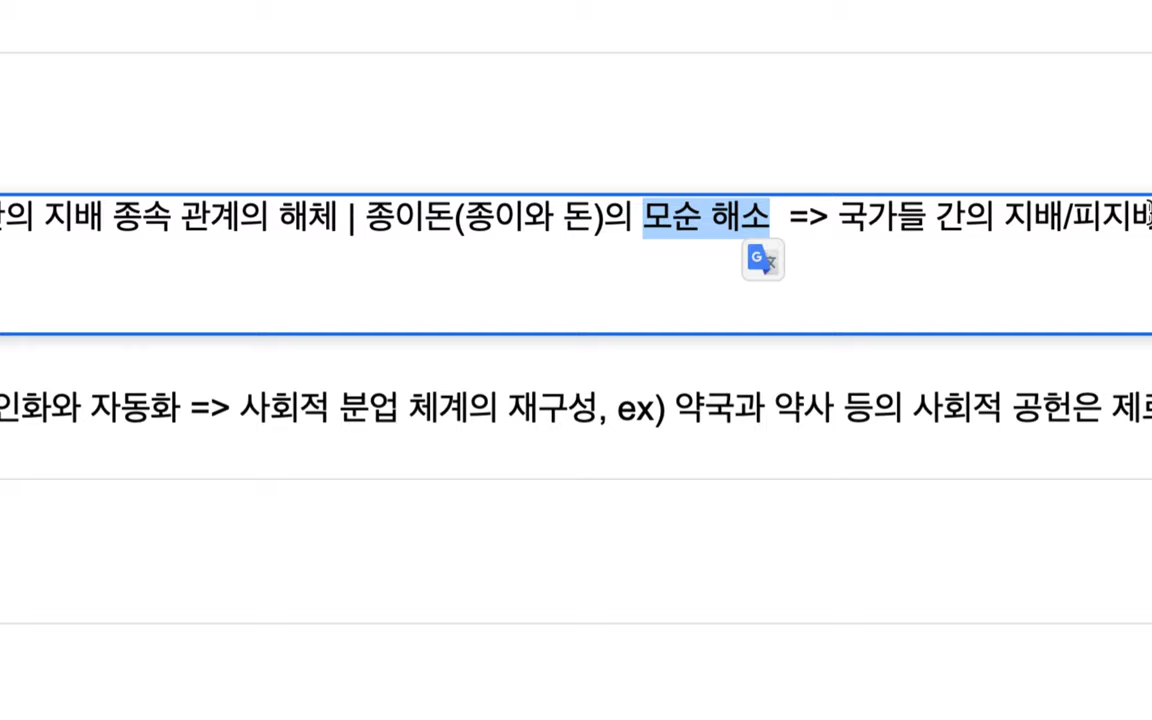 의 지배 종속 관계의 해체 | 종이돈(종이와 돈)의 모순 해소 => 국가들 간의 지배/피지
인화와 자동화 => 사회적 분업 체계의 재구성, ex) 약국과 약사 등의 사회적 공헌은